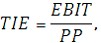 TIE = EBIT / PP,